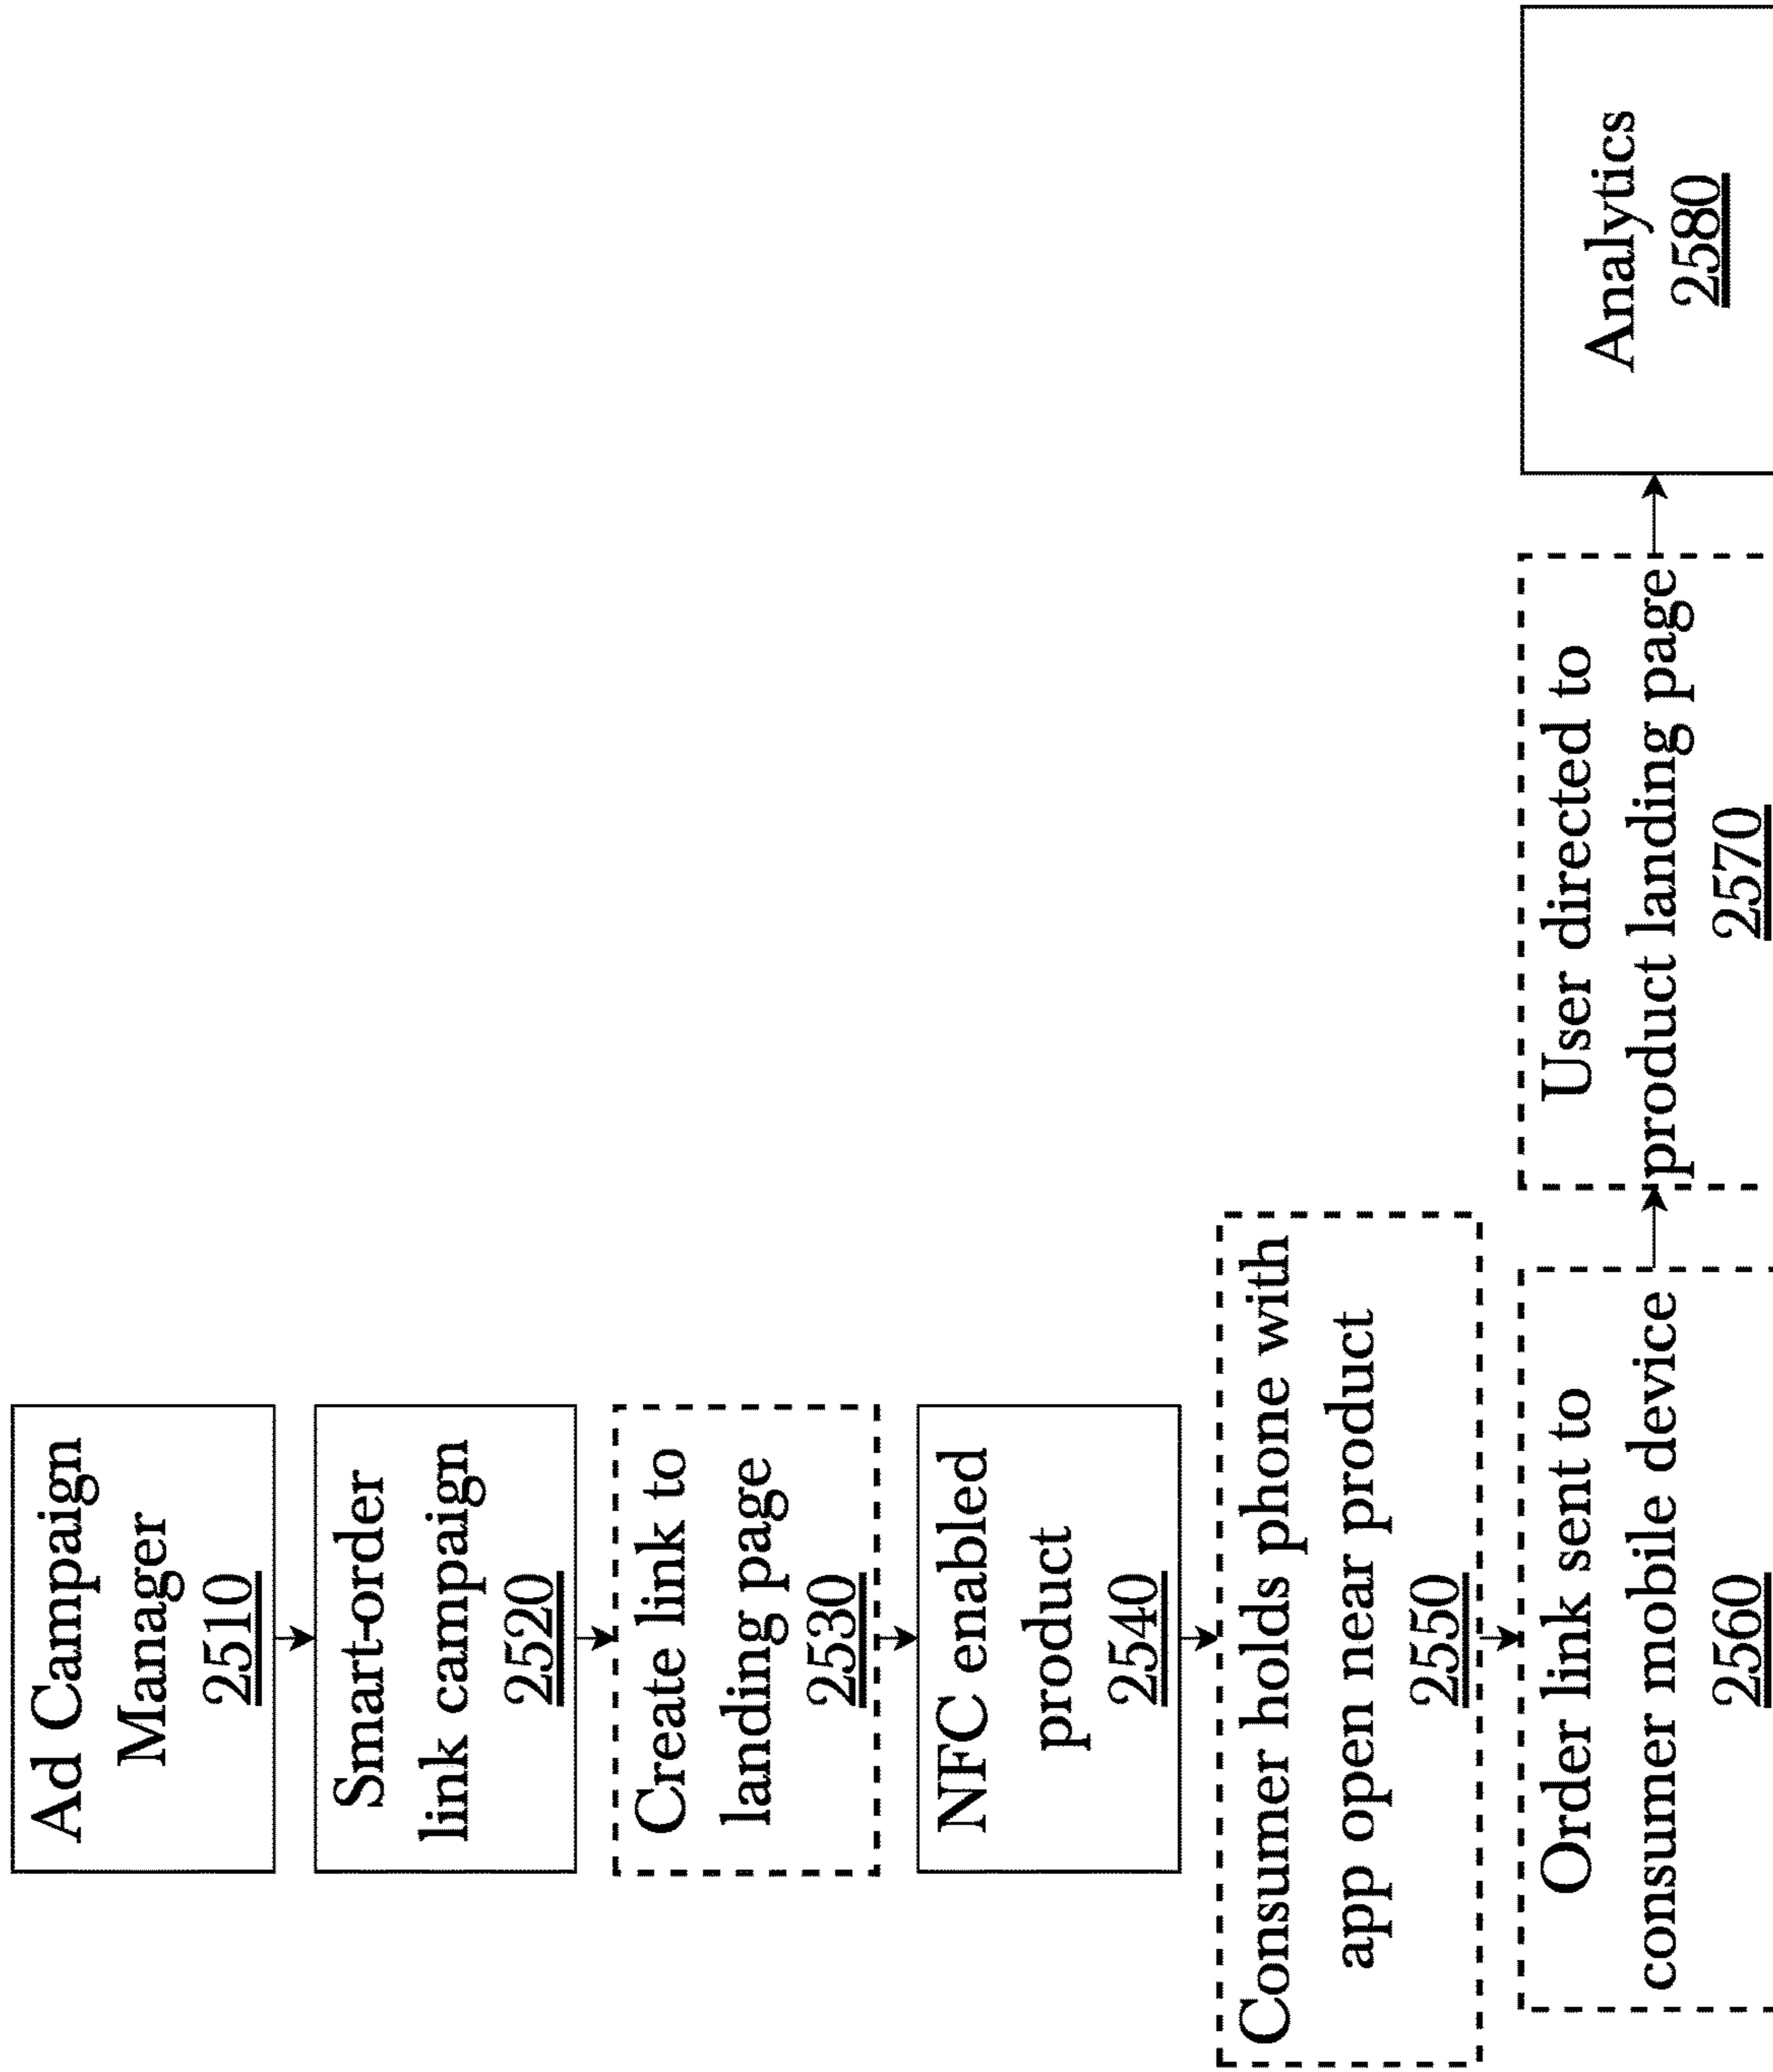 Ad Campaign
Manager
2510
Smart-order
link campaign
2520
Create link to
landing page
2530
NFC enabled
product
2540
Consumer holds phone with
app open near product
2550
Order link sent to
consumer mobile device
2560
User directed to
product landing page
2570
Analytics
2580